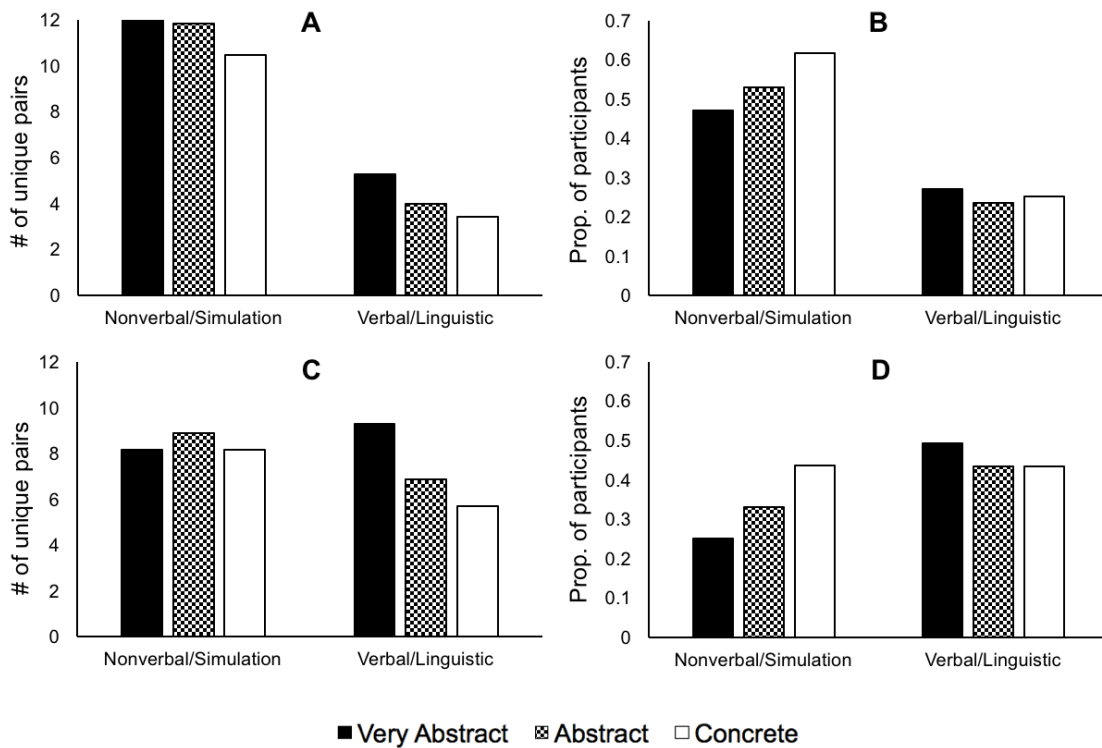 A
# of unique pairs
12
10
8
6
4
2
0
Nonverbal/Simulation Verbal/Linguistic
B
Prop. of participants
0.7
0.6
0.5
0.4
0.3
0.2
0.1
0
Nonverbal/Simulation Verbal/Linguistic
C
# of unique pairs
12
10
8
6
4
2
0
Nonverbal/Simulation Verbal/Linguistic
D
Prop. of participants
0.7
0.6
0.5
0.4
0.3
0.2
0.1
0
Nonverbal/Simulation Verbal/Linguistic
Very Abstract Abstract Concrete